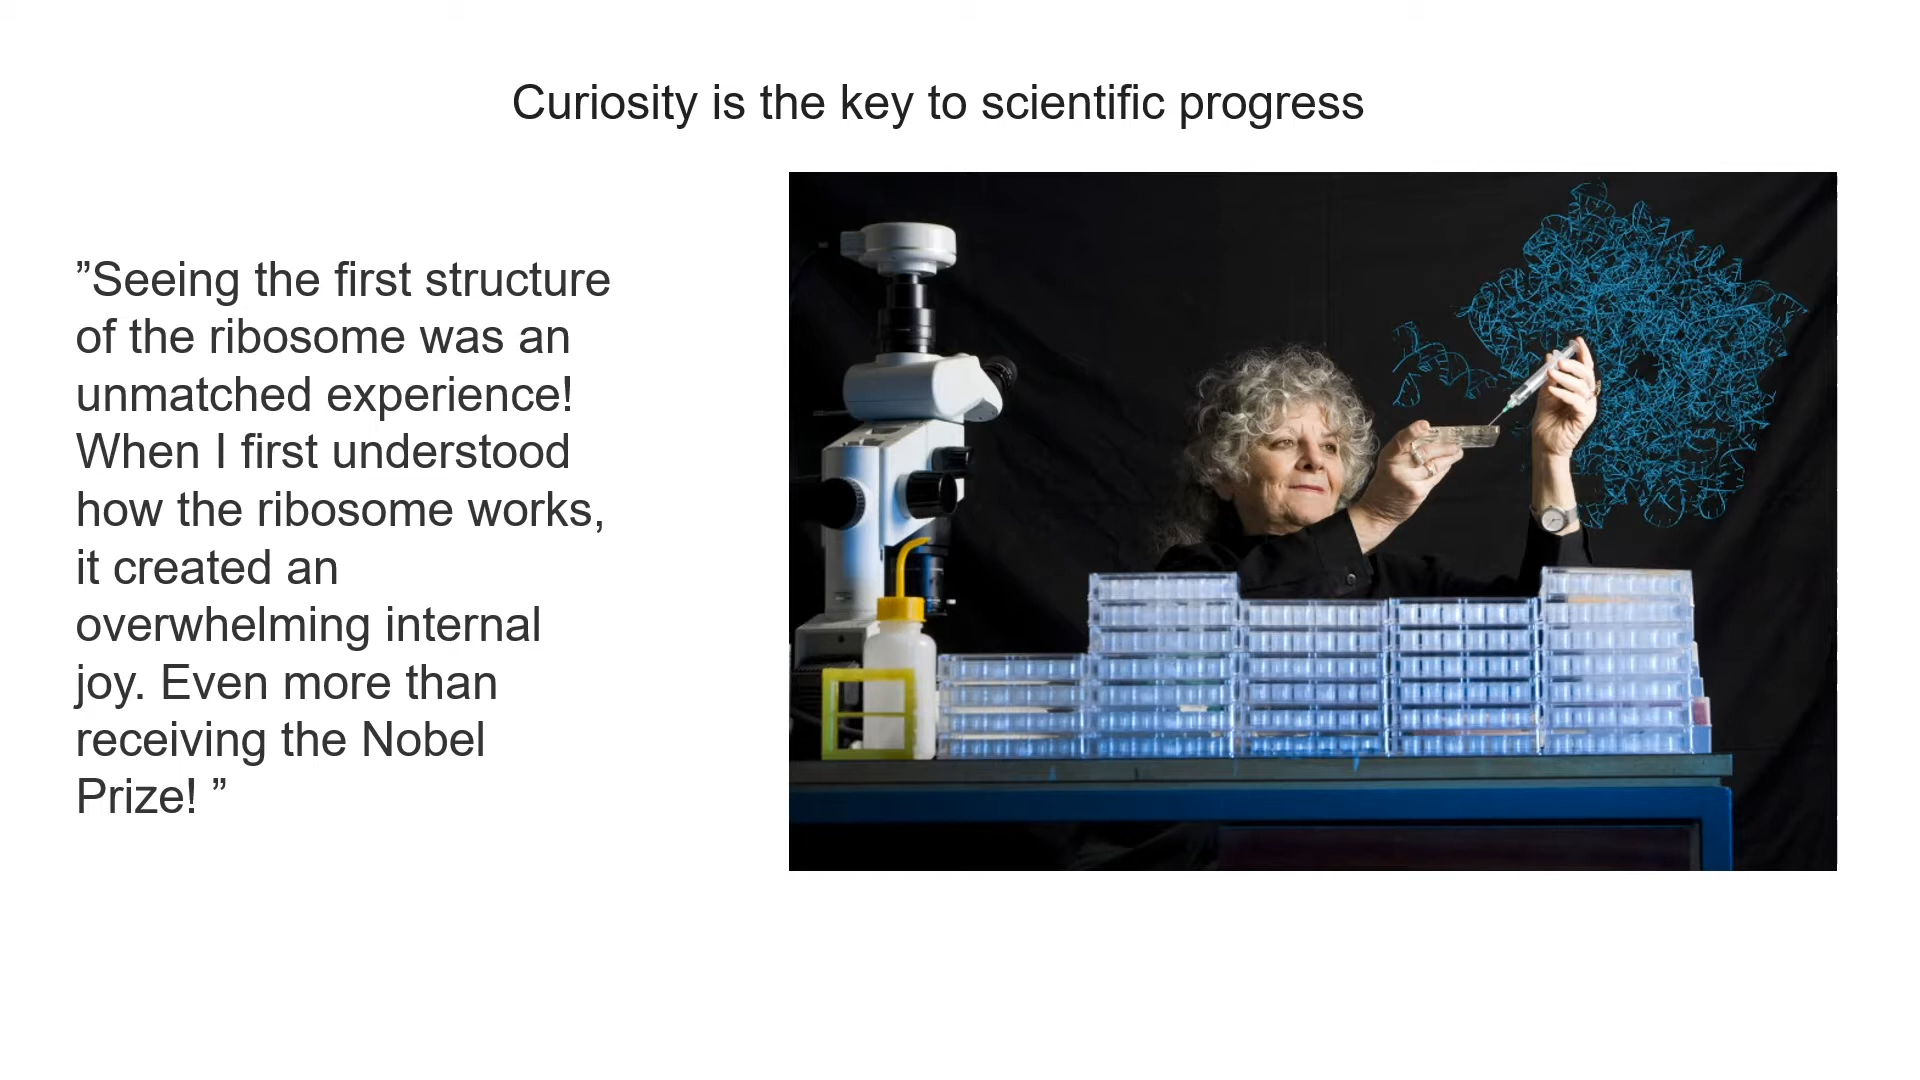 Curiosity is the key to scientific progress
”Seeing the first structure
of the ribosome was an
unmatched experience!
When I first understood
how the ribosome works,
it created an
overwhelming internal
joy. Even more than
receiving the Nobel
Prize! ”